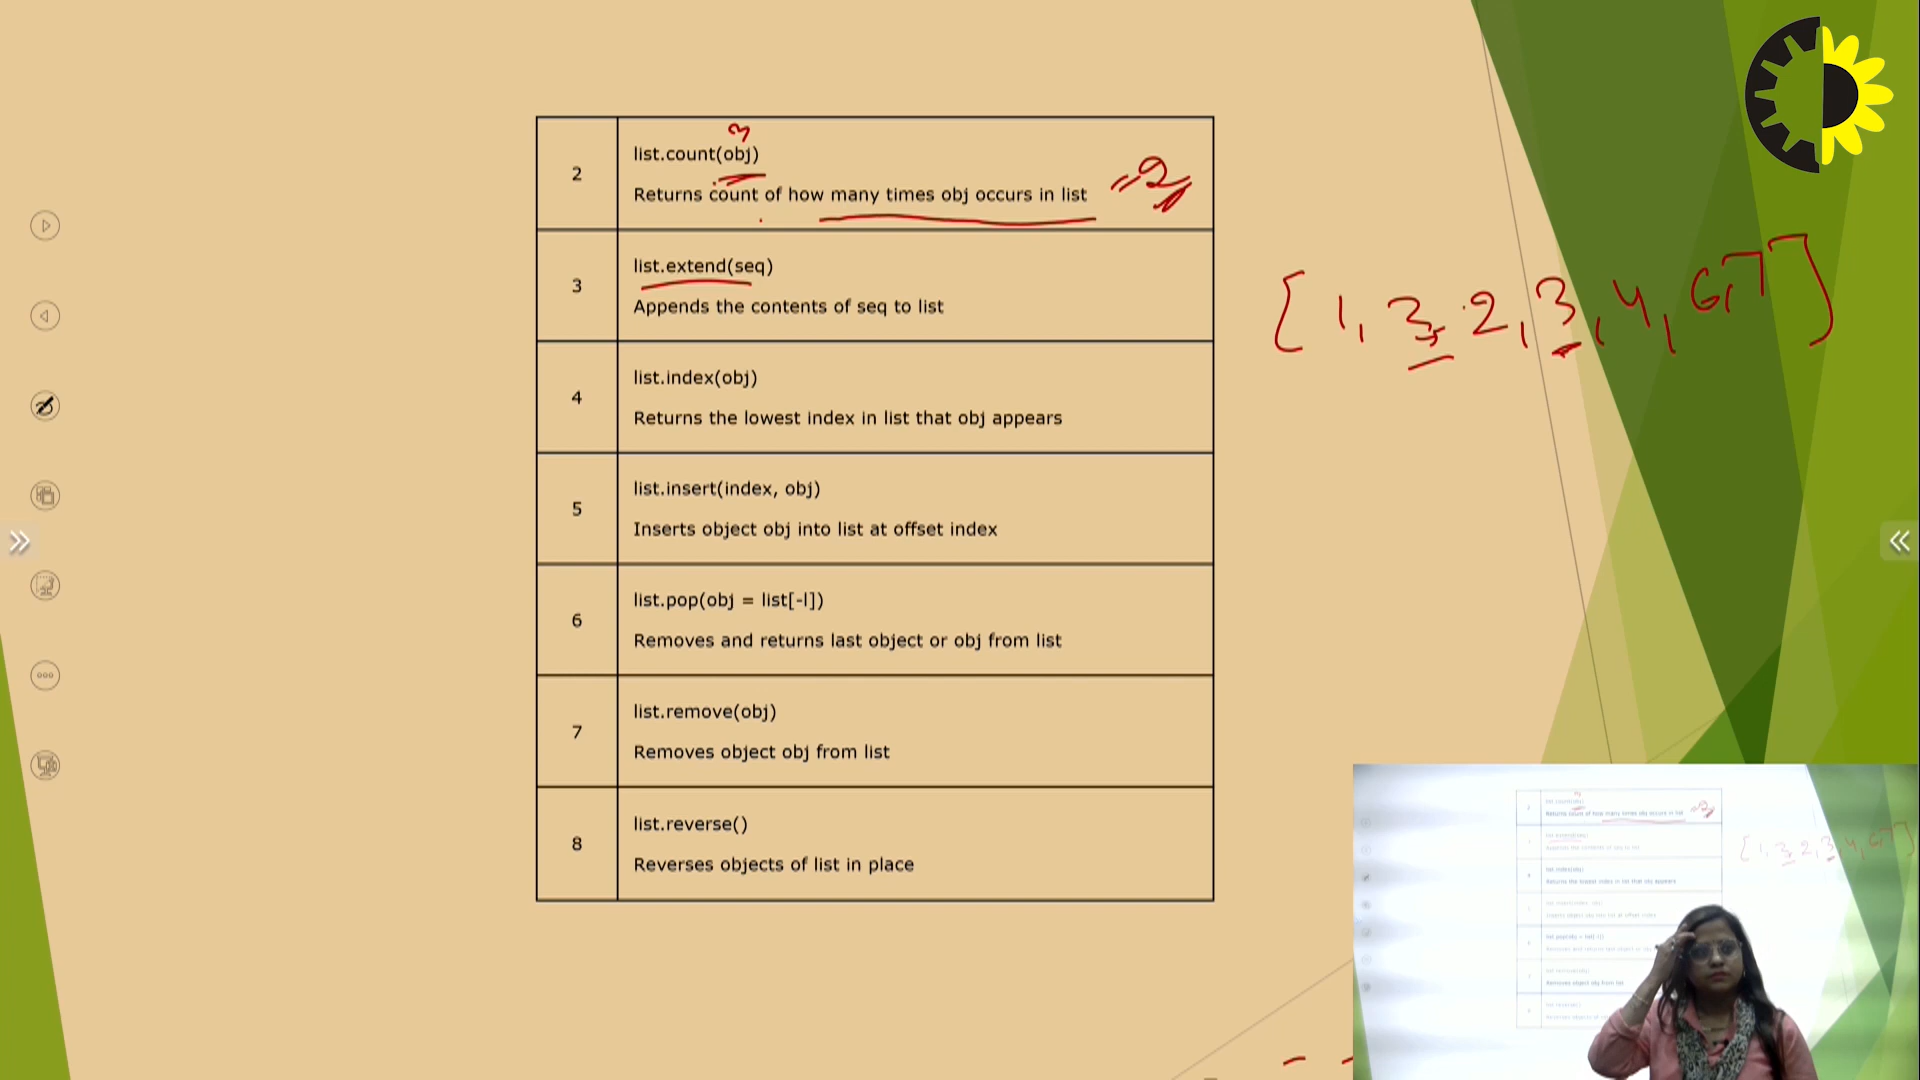 2
3
list.count(obj)
Returns count of how many times obj occurs in list
=2
3
list.extend(seq)
Appends the contents of seq to list
[1, 3, 2, 3, 4, 6, 7]
4
list.index(obj)
Returns the lowest index in list that obj appears
5
list.insert(index, obj)
Inserts object obj into list at offset index
6
list.pop(obj = list[-l])
Removes and returns last object or obj from list
7
list.remove(obj)
Removes object obj from list
8
list.reverse()
Reverses objects of list in place